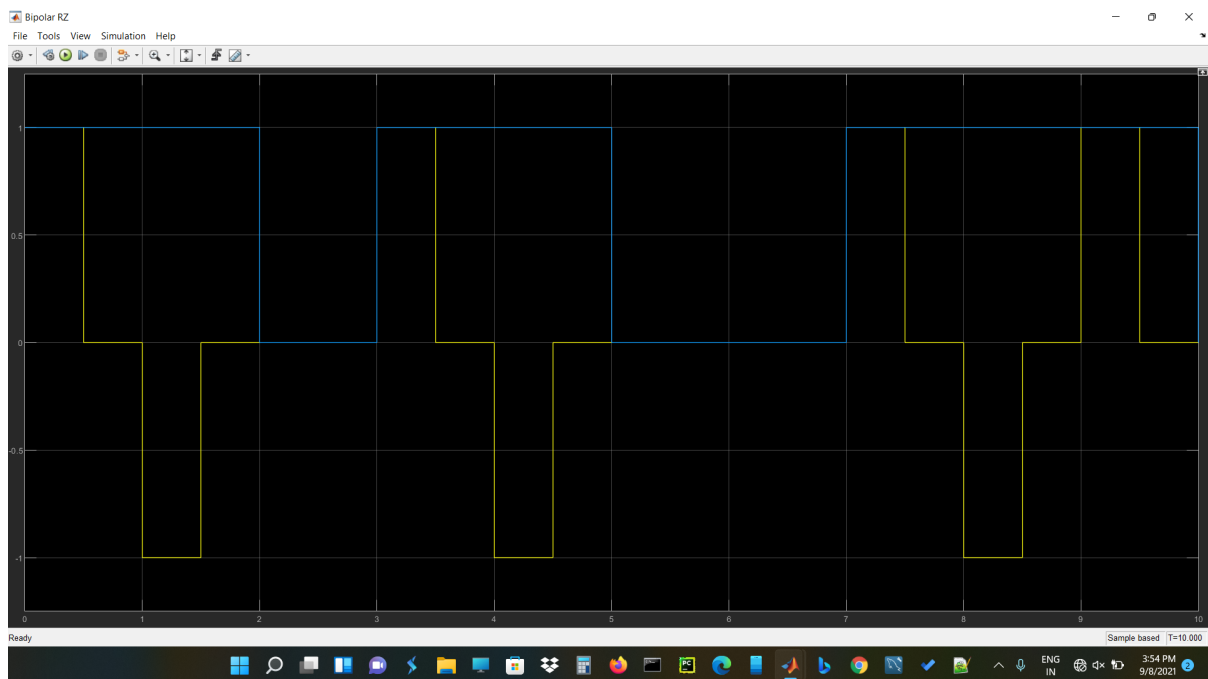 Bipolar RZ
File Tools View Simulation Help
1
0.5
0
-0.5
-1
0 1 2 3 4 5 6 7 8 9 10
Ready
Sample based T=10.000
PC
ENG
IN
3:54 PM
9/8/2021
2